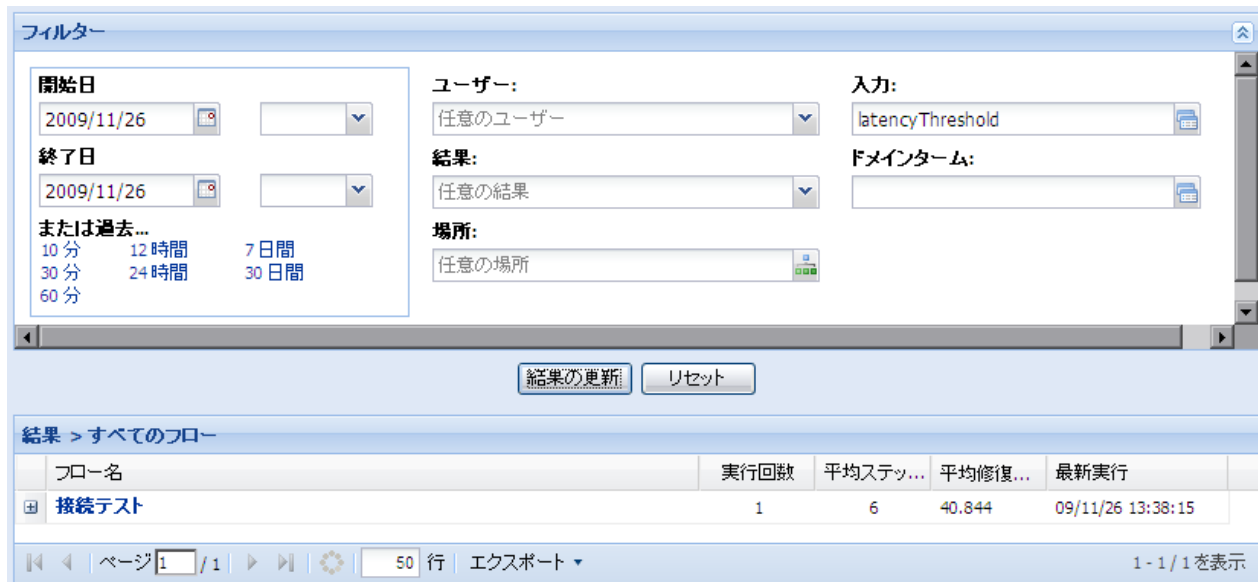 フィルター
開始日
2009/11/26
終了日
2009/11/26
または過去...
10 分 12 時間 7 日間
30 分 24 時間 30 日間
60 分
ユーザー:
任意のユーザー
結果:
任意の結果
場所:
任意の場所
入力:
latencyThreshold
ドメインターム:
結果の更新 リセット
結果 > すべてのフロー
フロー名 実行回数 平均ステッ... 平均修復... 最新実行
接続テスト 1 6 40.844 09/11/26 13:38:15
ページ 1 / 1 50 行 エクスポート 1 - 1 / 1 を表示